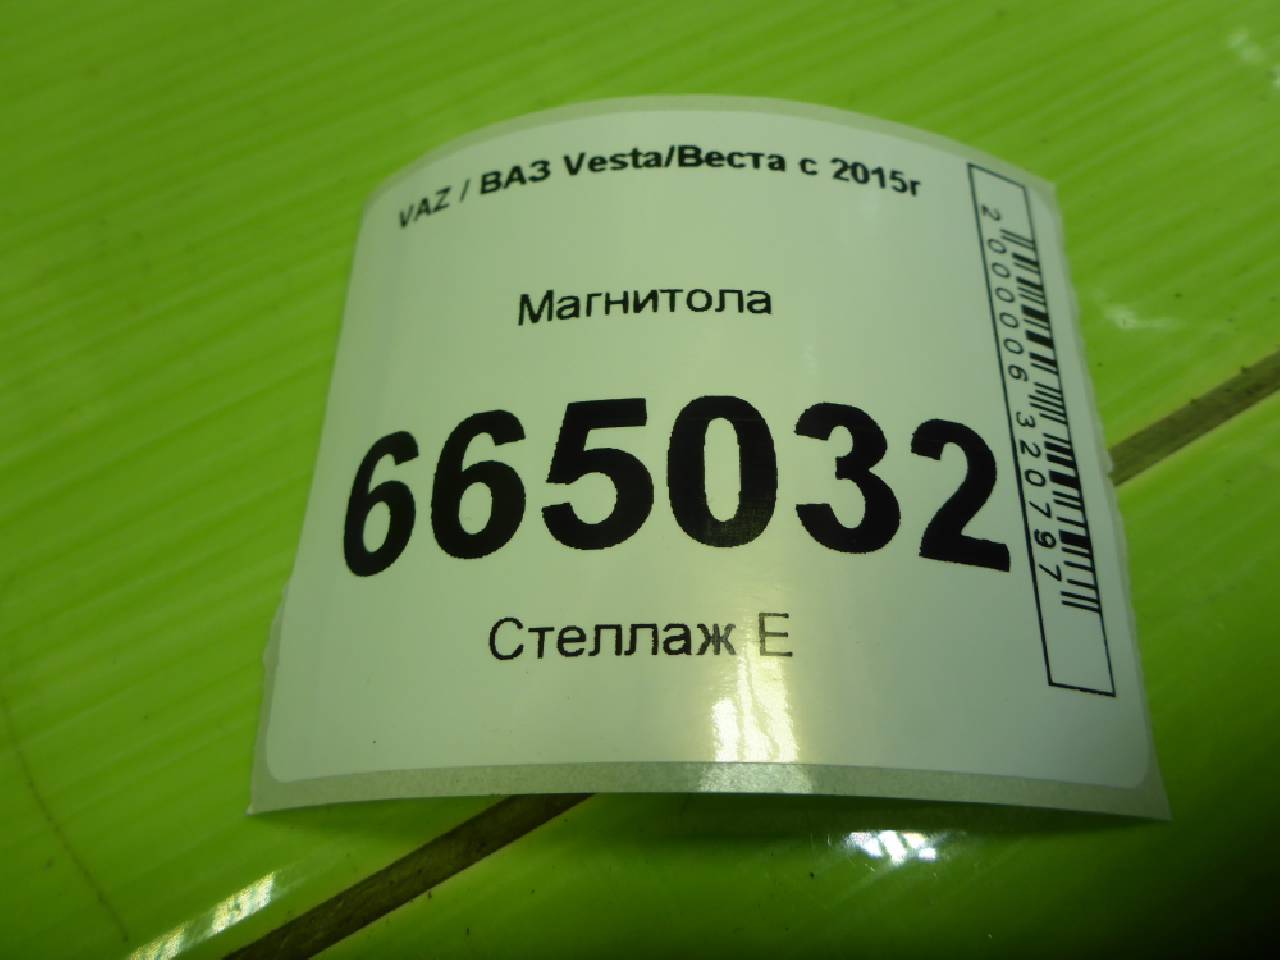 VAZ / ВАЗ Vesta/Веста с 2015г
Магнитола
665032
Стеллаж Е
2000006320797